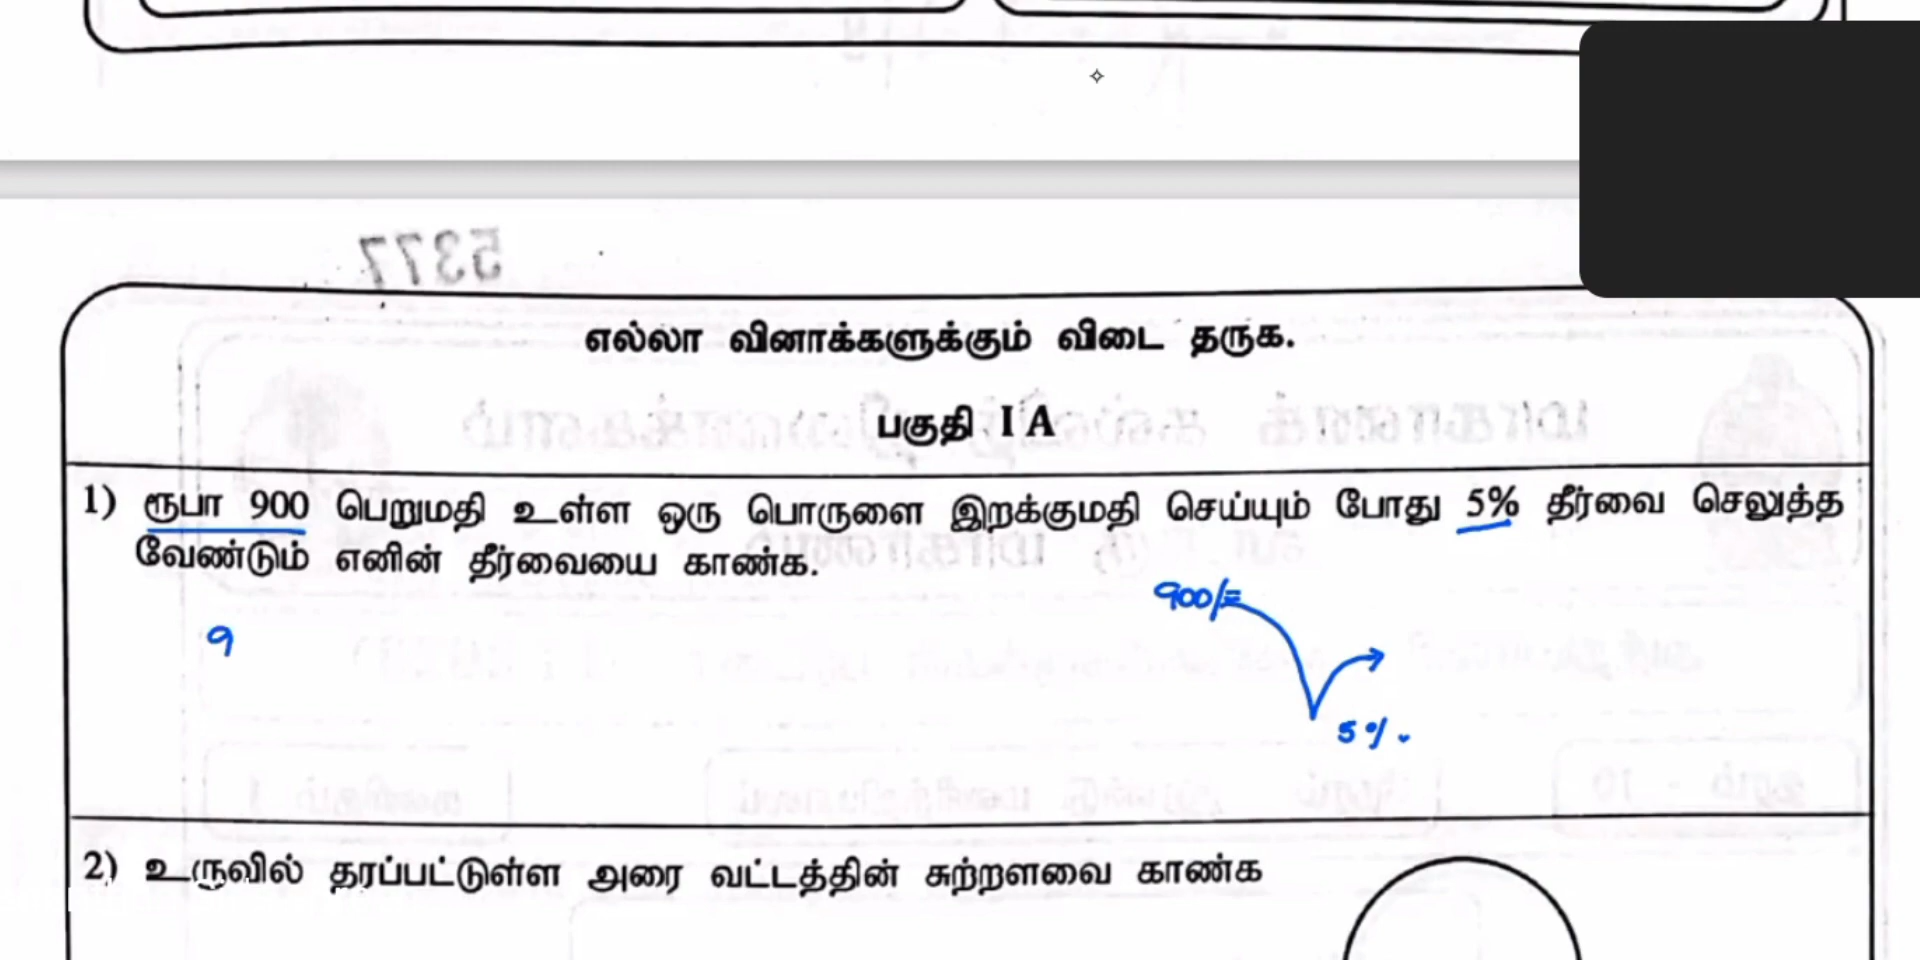 எல்லா வினாக்களுக்கும் விடை தருக.
பகுதி I A
1) ரூபா 900 பெறுமதி உள்ள ஒரு பொருளை இறக்குமதி செய்யும் போது 5% தீர்வை செலுத்த
வேண்டும் எனின் தீர்வையை காண்க.
900/=
9
5%.
2) உருவில் தரப்பட்டுள்ள அரை வட்டத்தின் சுற்றளவை காண்க